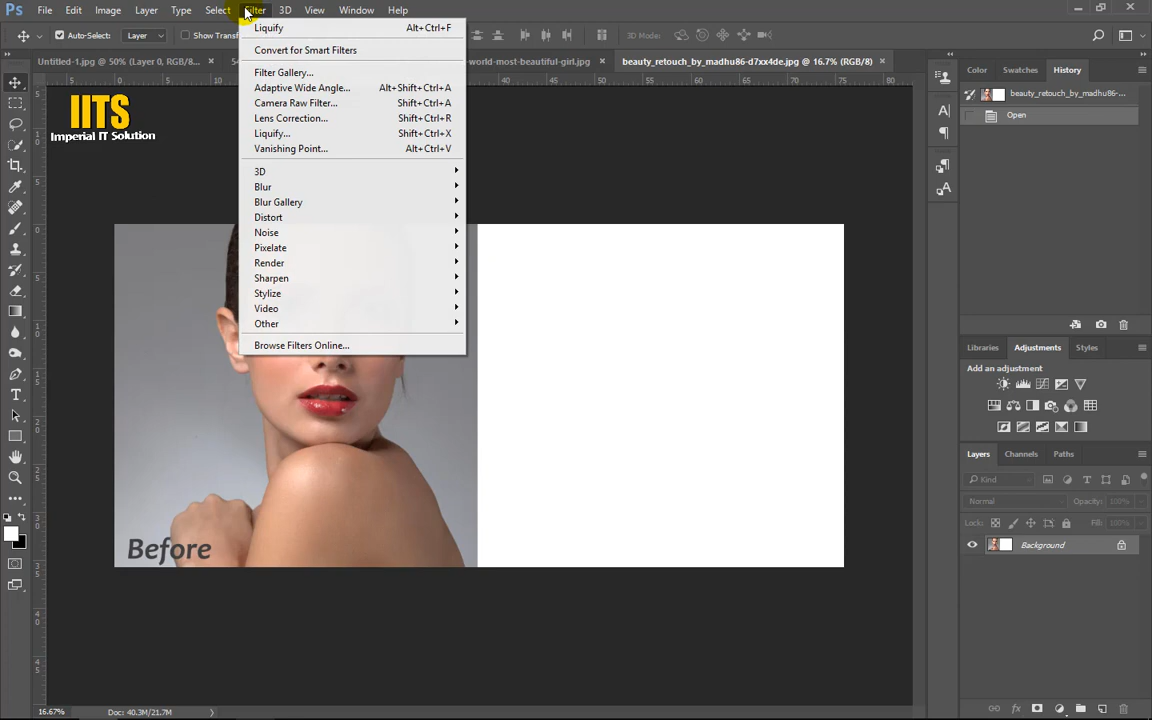 Ps File Edit Image Layer Type Select Filter 3D View Window Help
Auto-Select: Layer Show Transf 3D Mode:
Untitled-1.jpg @ 50% (Layer 0, RGB/8... × -world-most-beautiful-girl.jpg × beauty_retouch_by_madhu86-d7xx4de.jpg @ 16.7% (RGB/8) ×
Liquify Alt+Ctrl+F
Convert for Smart Filters
Filter Gallery...
Adaptive Wide Angle... Alt+Shift+Ctrl+A
Camera Raw Filter... Shift+Ctrl+A
Lens Correction... Shift+Ctrl+R
Liquify... Shift+Ctrl+X
Vanishing Point... Alt+Ctrl+V
3D
Blur
Blur Gallery
Distort
Noise
Pixelate
Render
Sharpen
Stylize
Video
Other
Browse Filters Online...
IITS
Imperial IT Solution
Before
Color Swatches History
beauty_retouch_by_madhu86-...
Open
Libraries Adjustments Styles
Add an adjustment
Layers Channels Paths
Kind
Normal Opacity: 100%
Lock: Fill: 100%
Background
16.67% Doc: 40.3M/21.7M